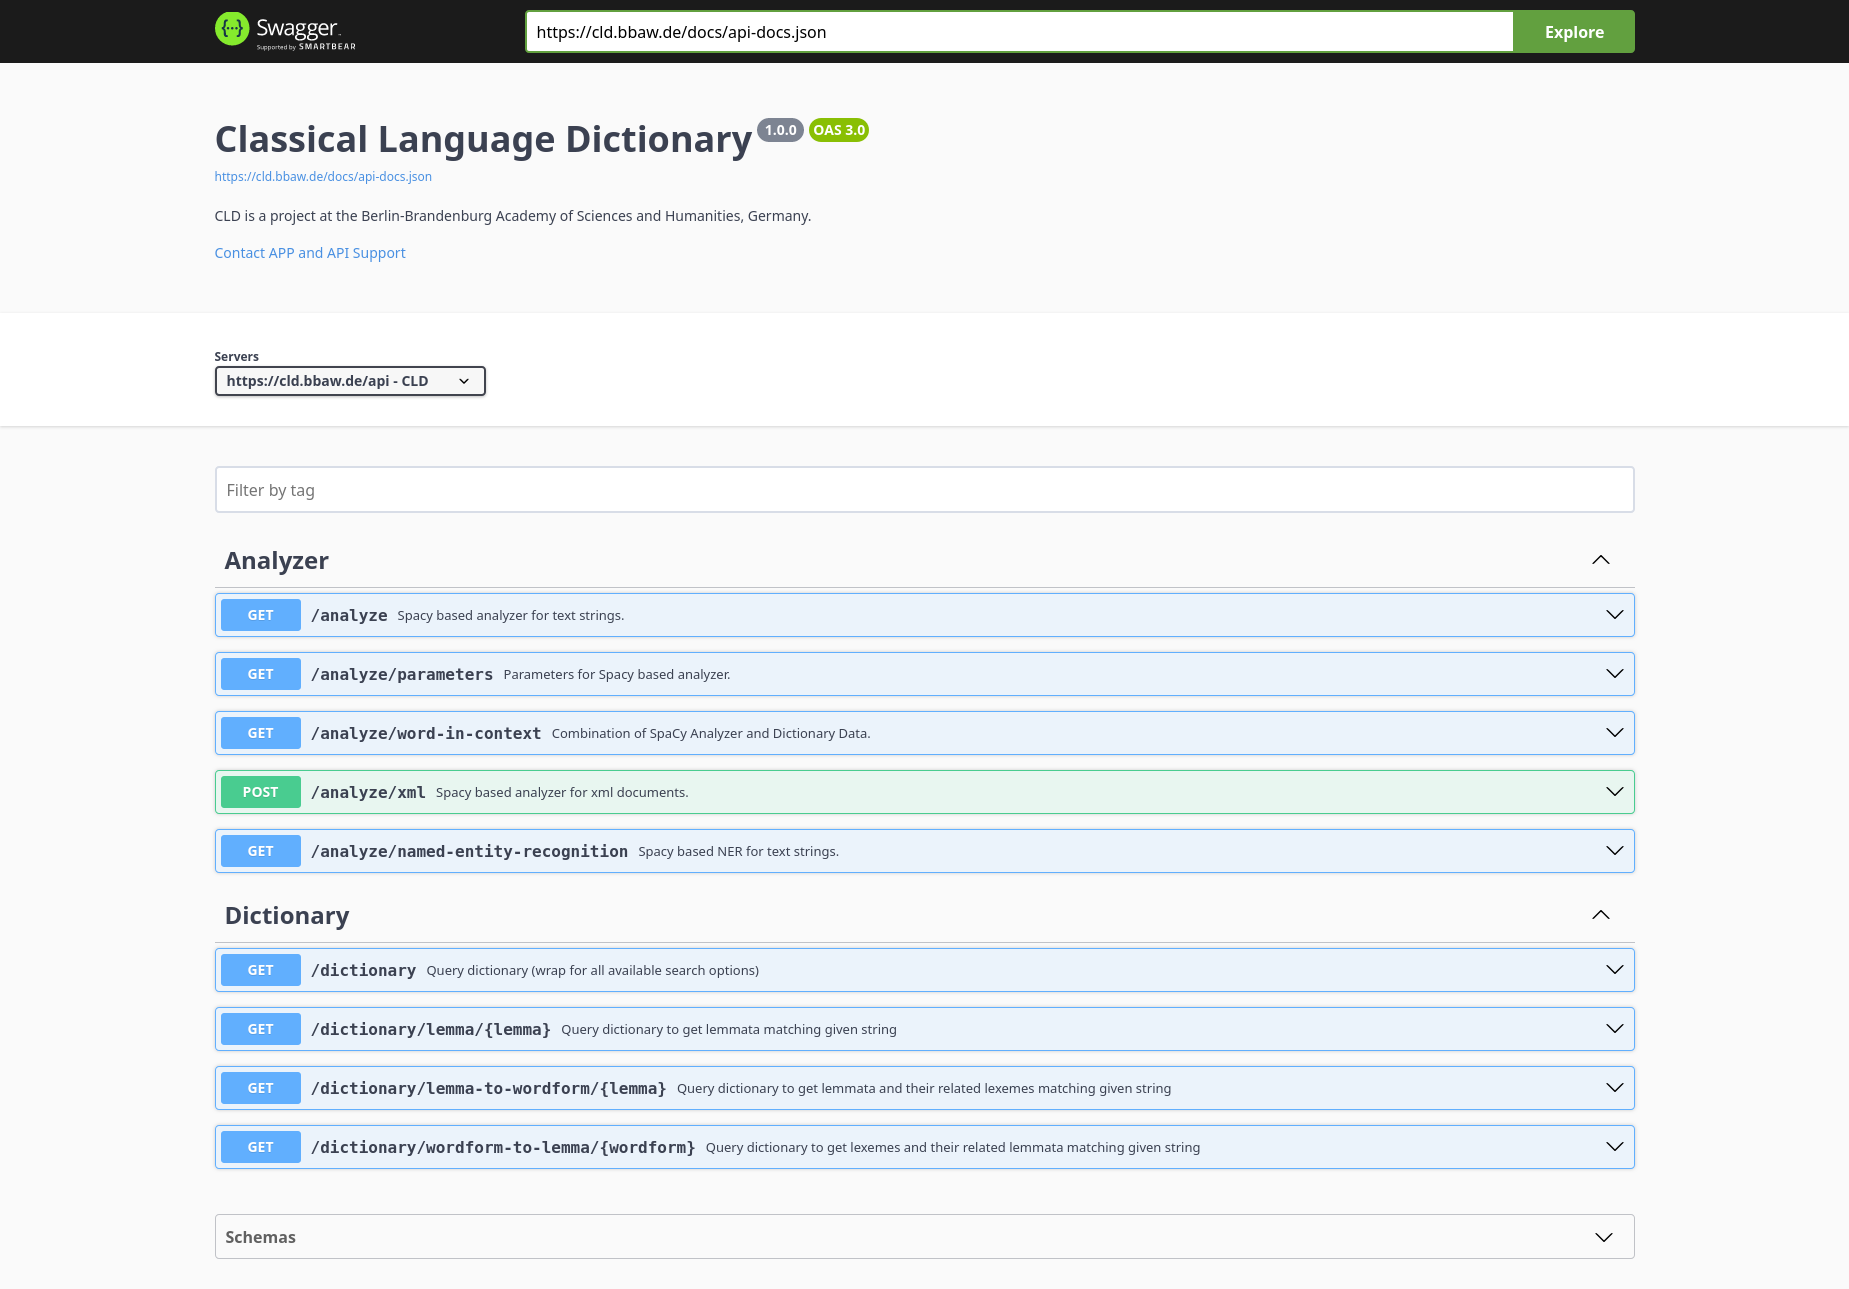 Swagger
Supported by SMARTBEAR
https://cld.bbaw.de/docs/api-docs.json
Explore
Classical Language Dictionary 1.0.0 OAS 3.0
https://cld.bbaw.de/docs/api-docs.json
CLD is a project at the Berlin-Brandenburg Academy of Sciences and Humanities, Germany.
Contact APP and API Support
Servers
https://cld.bbaw.de/api - CLD
Filter by tag
Analyzer
GET /analyze Spacy based analyzer for text strings.
GET /analyze/parameters Parameters for Spacy based analyzer.
GET /analyze/word-in-context Combination of SpaCy Analyzer and Dictionary Data.
POST /analyze/xml Spacy based analyzer for xml documents.
GET /analyze/named-entity-recognition Spacy based NER for text strings.
Dictionary
GET /dictionary Query dictionary (wrap for all available search options)
GET /dictionary/lemma/{lemma} Query dictionary to get lemmata matching given string
GET /dictionary/lemma-to-wordform/{lemma} Query dictionary to get lemmata and their related lexemes matching given string
GET /dictionary/wordform-to-lemma/{wordform} Query dictionary to get lexemes and their related lemmata matching given string
Schemas